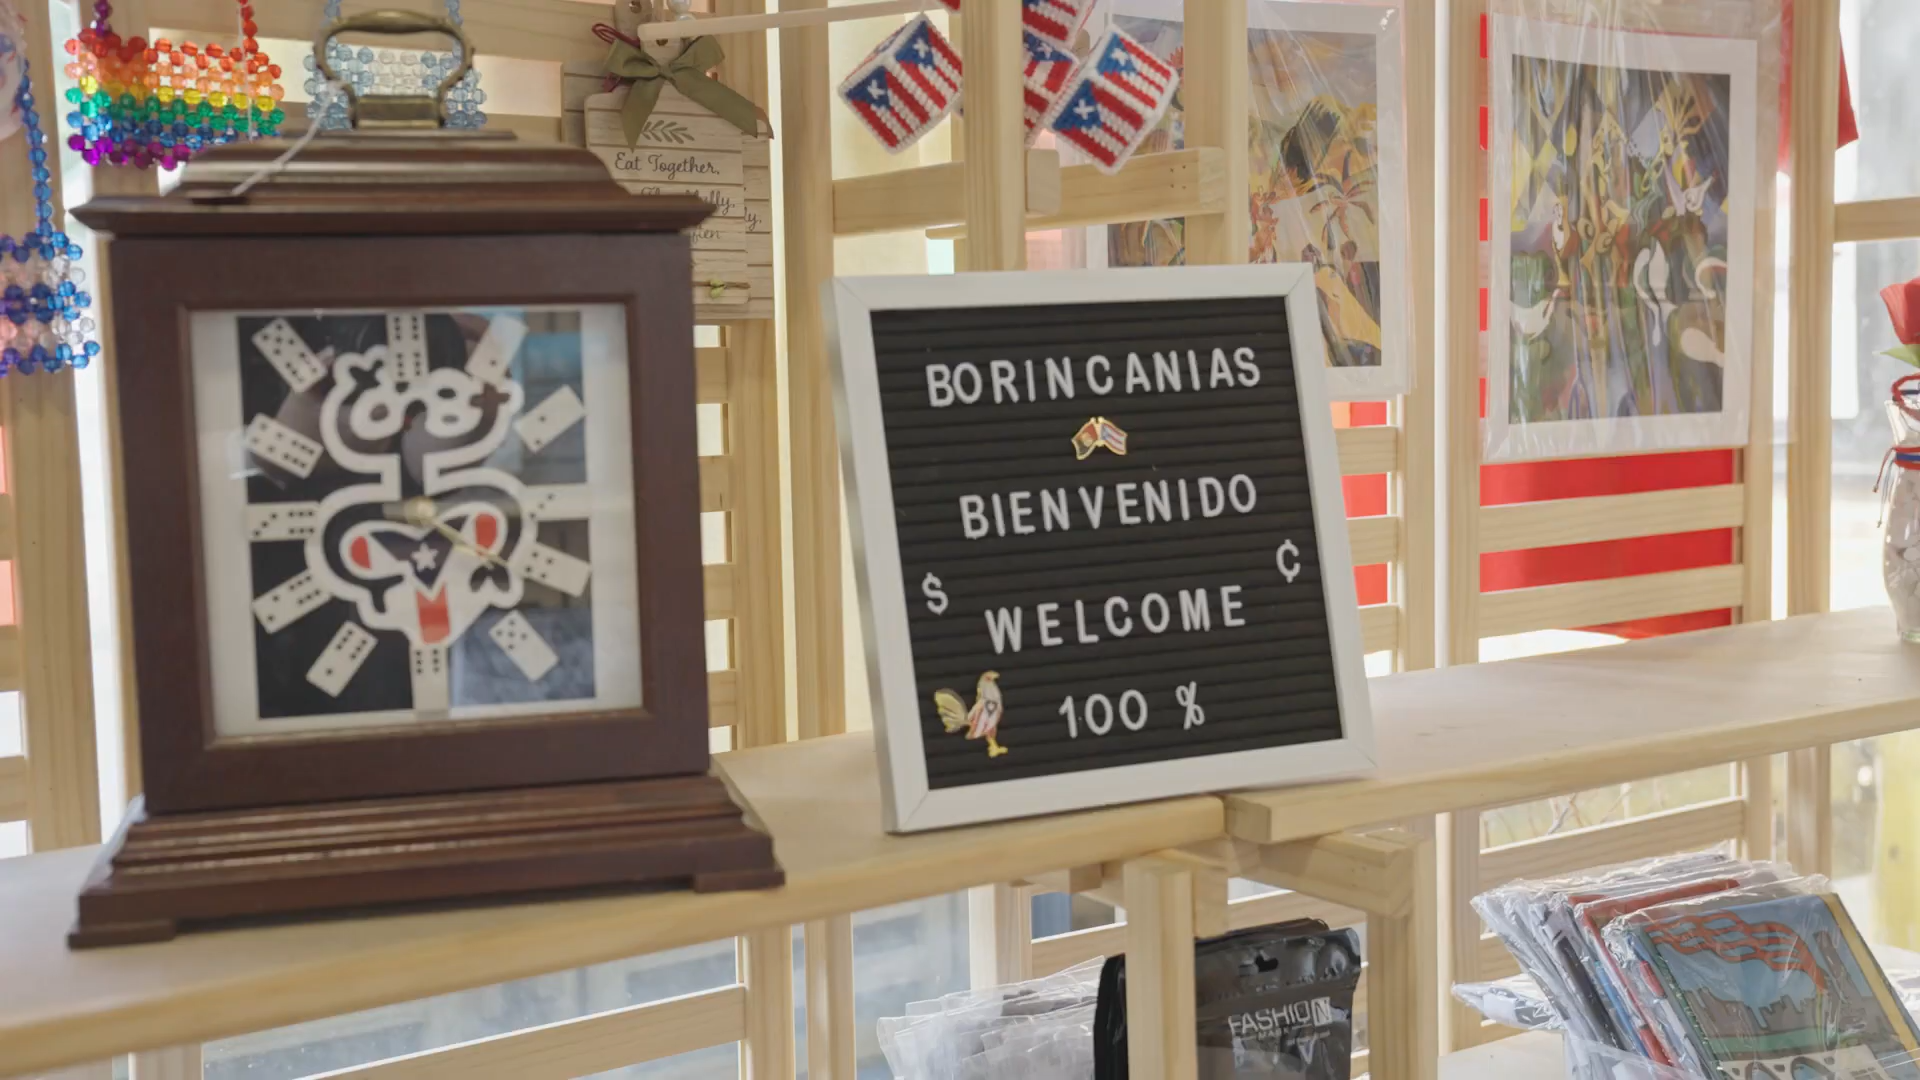 Eat Together,
BORINCANIAS
BIENVENIDO
$ ¢
WELCOME
100 %
FASHION